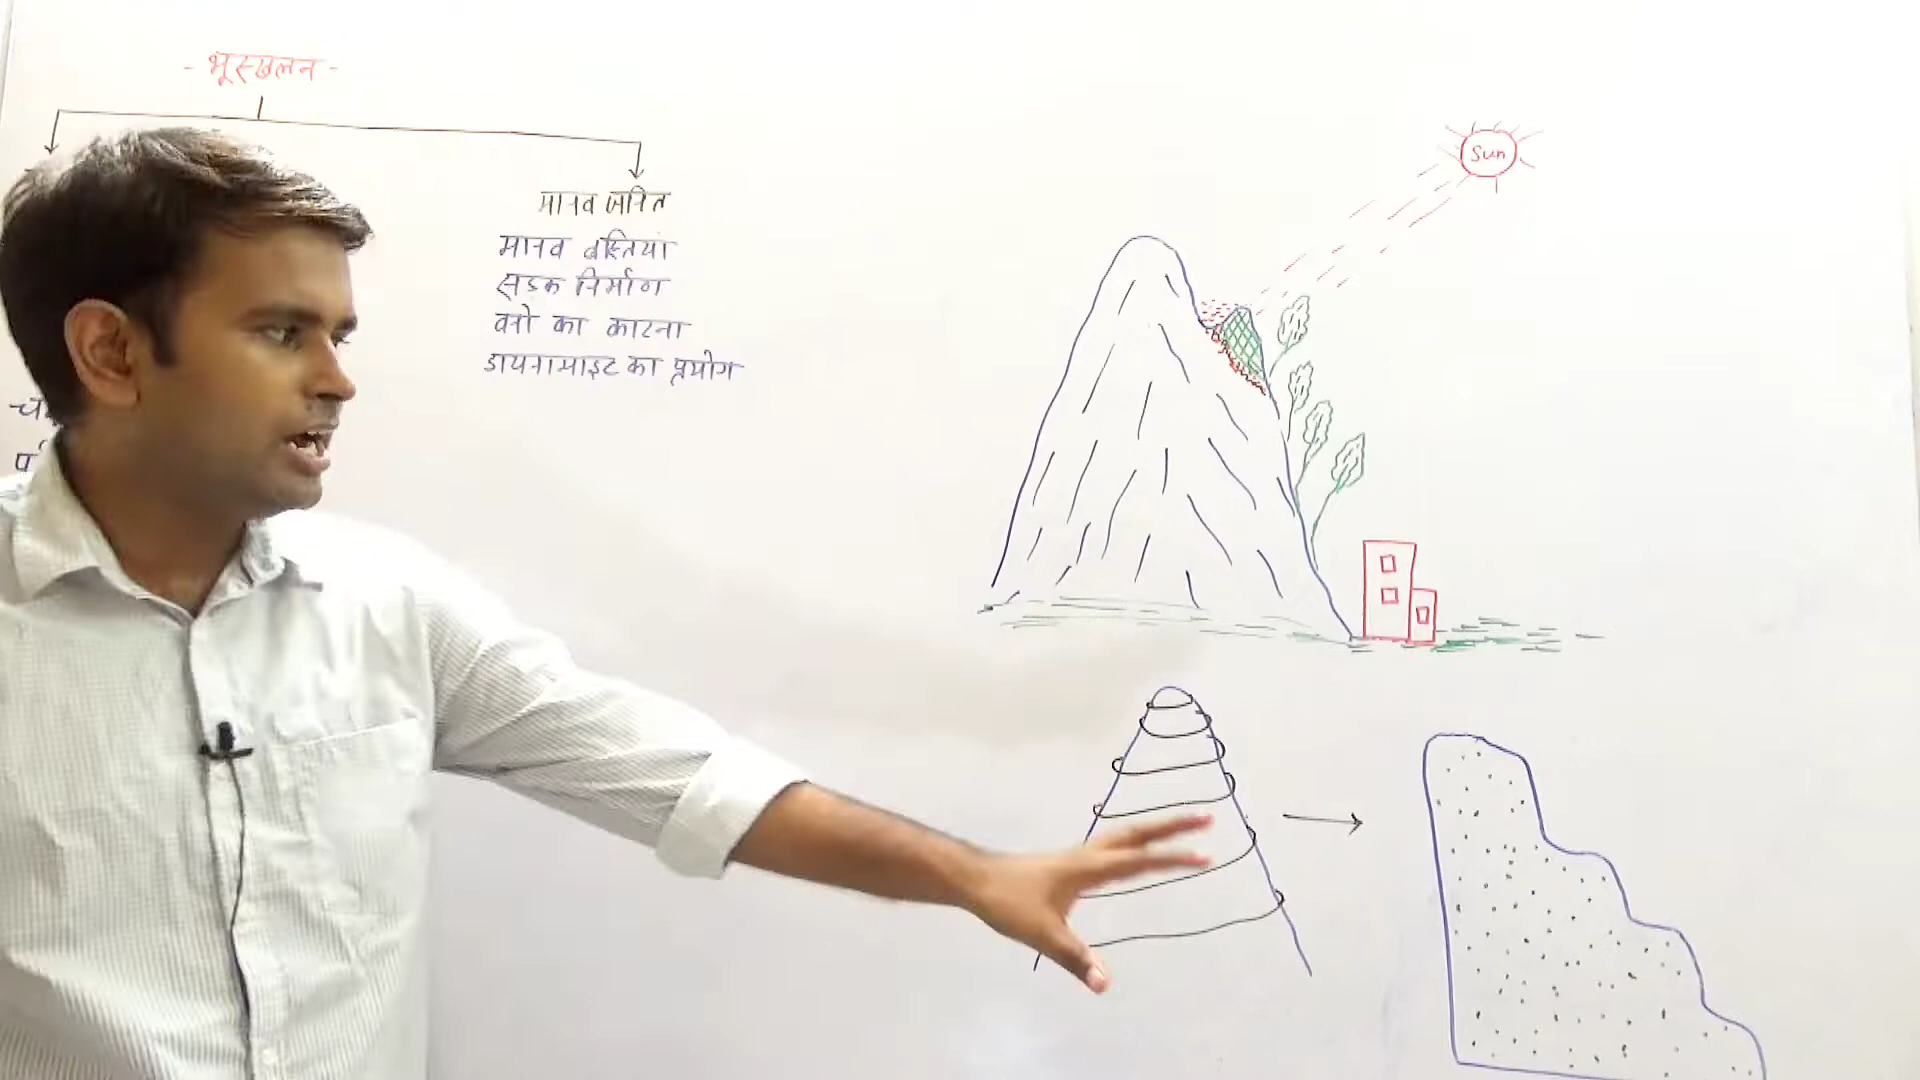 - भूस्खलन -
मानव जनित
मानव बस्तियां
सड़क निर्माण
वनो का काटना
डायनामाइट का प्रयोग
Sun